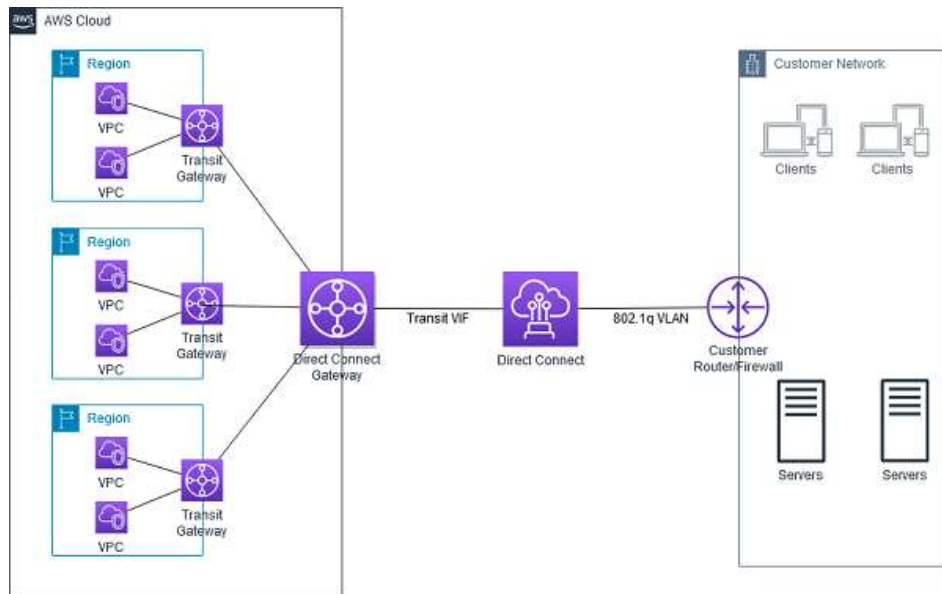 aws
AWS Cloud
Region
VPC
VPC
Transit
Gateway
Region
VPC
VPC
Transit
Gateway
Region
VPC
VPC
Transit
Gateway
Direct Connect
Gateway
Transit VIF
Direct Connect
802.1q VLAN
Customer
Router/Firewall
Customer Network
Clients
Clients
Servers
Servers